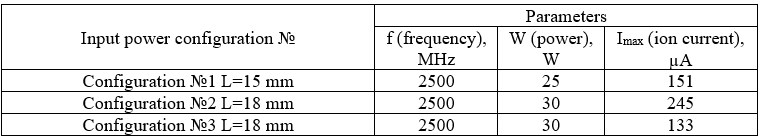 Input power configuration №
Parameters
f (frequency),
MHz
W (power),
W
Imax (ion current),
µA
Configuration №1 L=15 mm 2500 25 151
Configuration №2 L=18 mm 2500 30 245
Configuration №3 L=18 mm 2500 30 133